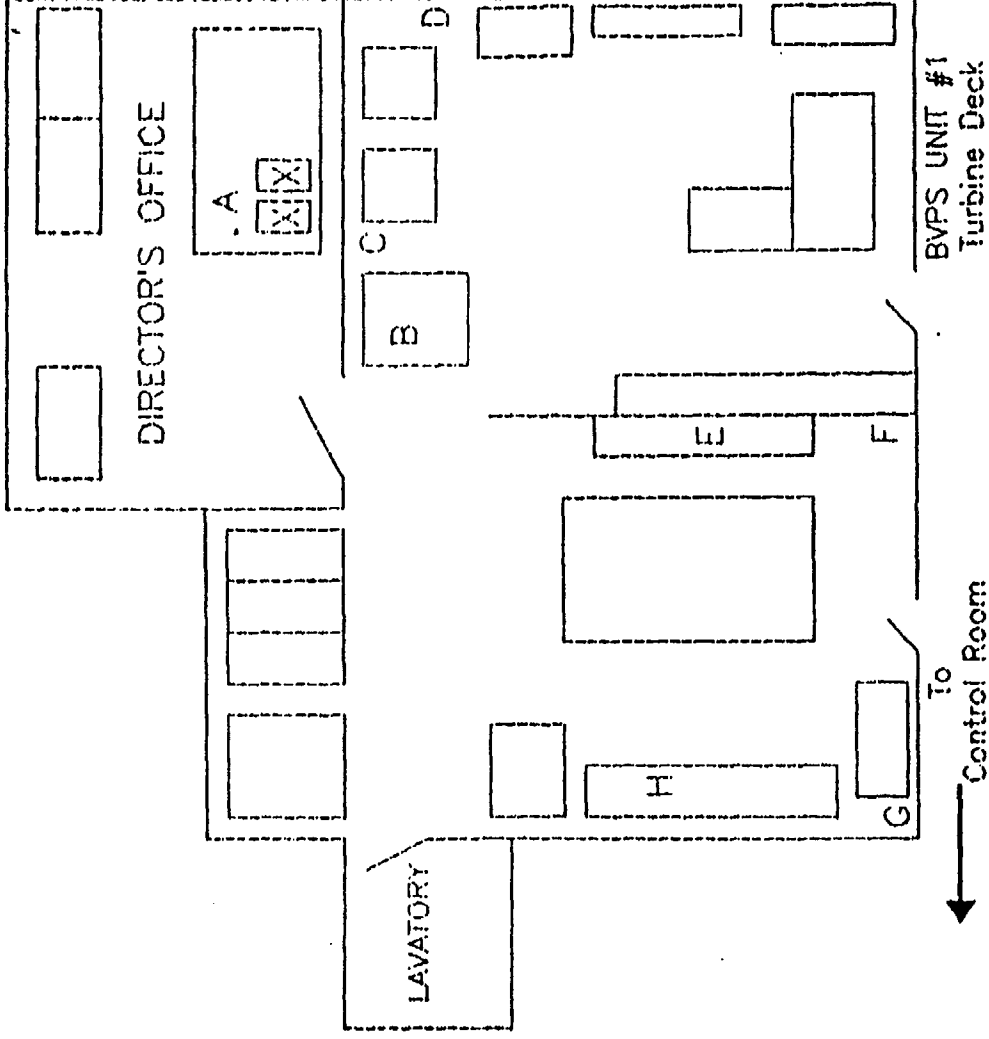 DIRECTOR'S OFFICE
A
X X
D
C
B
E
F
BVPS UNIT #1
Turbine Deck
H
G
To
Control Room
LAVATORY